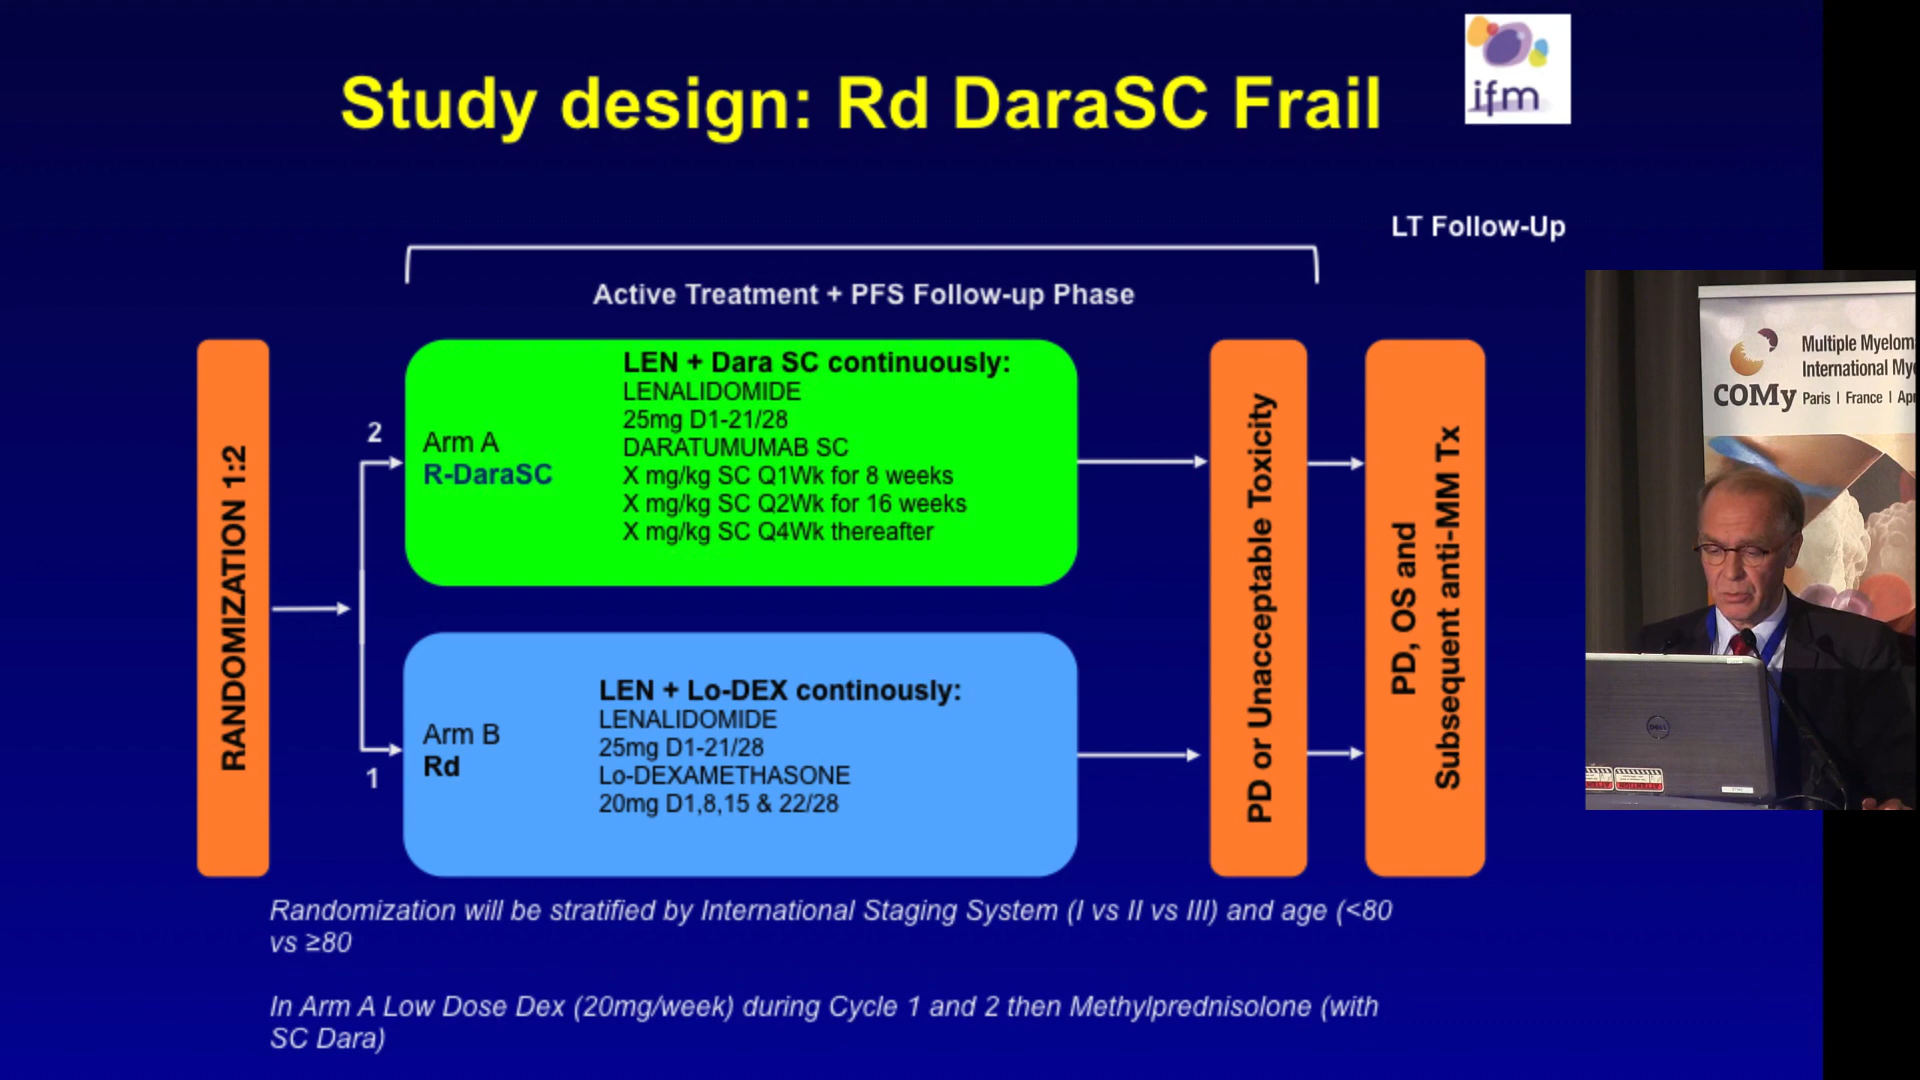 Study design: Rd DaraSC Frail
ifm
LT Follow-Up
Active Treatment + PFS Follow-up Phase
RANDOMIZATION 1:2
2
1
Arm A
R-DaraSC
LEN + Dara SC continuously:
LENALIDOMIDE
25mg D1-21/28
DARATUMUMAB SC
X mg/kg SC Q1Wk for 8 weeks
X mg/kg SC Q2Wk for 16 weeks
X mg/kg SC Q4Wk thereafter
Arm B
Rd
LEN + Lo-DEX continously:
LENALIDOMIDE
25mg D1-21/28
Lo-DEXAMETHASONE
20mg D1,8,15 & 22/28
PD or Unacceptable Toxicity
PD, OS and
Subsequent anti-MM Tx
Randomization will be stratified by International Staging System (I vs II vs III) and age (<80
vs ≥80
In Arm A Low Dose Dex (20mg/week) during Cycle 1 and 2 then Methylprednisolone (with
SC Dara)
COMy
Multiple Myelom
International My
Paris | France | Apr
DELL